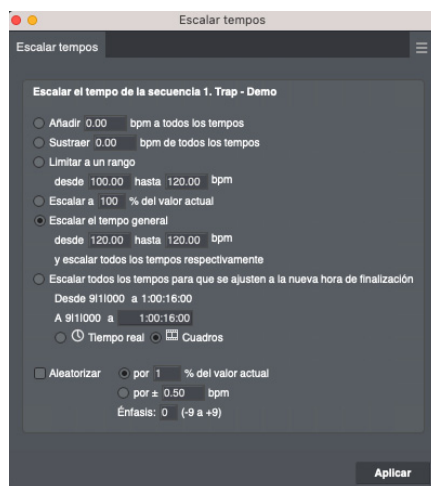 Escalar tempos
Escalar tempos
Escalar el tempo de la secuencia 1. Trap - Demo
Añadir 0.00 bpm a todos los tempos
Sustraer 0.00 bpm de todos los tempos
Limitar a un rango
desde 100.00 hasta 120.00 bpm
Escalar a 100 % del valor actual
Escalar el tempo general
desde 120.00 hasta 120.00 bpm
y escalar todos los tempos respectivamente
Escalar todos los tempos para que se ajusten a la nueva hora de finalización
Desde 9|1|000 a 1:00:16:00
A 9|1|000 a 1:00:16:00
Tiempo real Cuadros
Aleatorizar por 1 % del valor actual
por ± 0.50 bpm
Énfasis: 0 (-9 a +9)
Aplicar